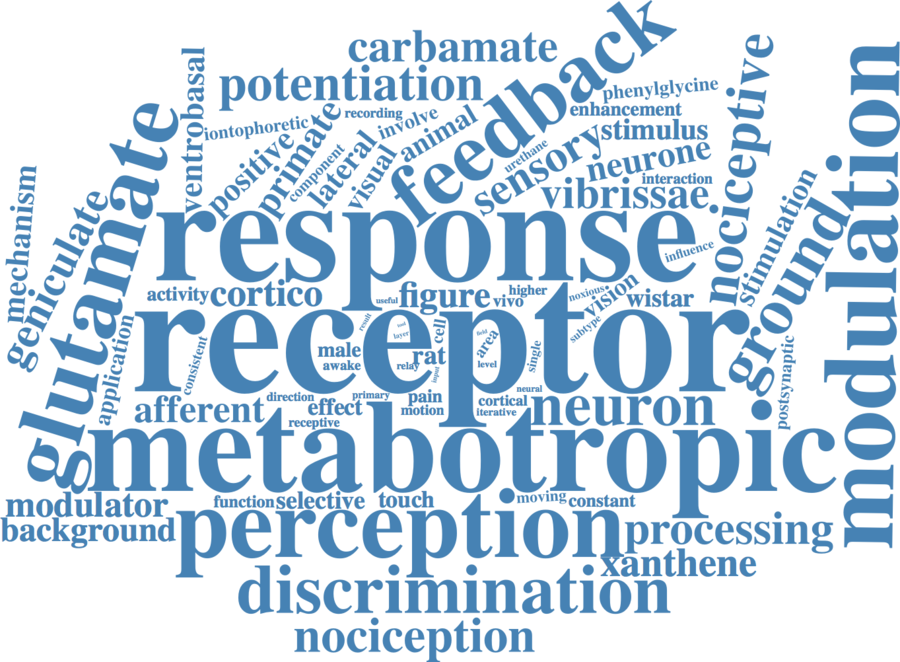 carbamate
feedback
potentiation
ventrobasal
nociceptive
modulation
phenylglycine
enhancement
recording
involve
iontophoretic
positive
primate
component
lateral
visual
animal
sensory
urethane
stimulus
neurone
interaction
vibrissae
glutamate
mechanism
geniculate
response
influence
stimulation
ground
activity
cortico
useful
figure
vivo
higher
noxious
vision
wistar
subtype
receptor
result
tool
layer
cell
field
area
level
single
male
awake
relay
rat
input
consistent
application
postsynaptic
afferent
direction
effect
receptive
primary
pain
motion
cortical
iterative
neural
neuron
metabotropic
modulator
background
function
selective
touch
moving
constant
perception
processing
xanthene
discrimination
nociception